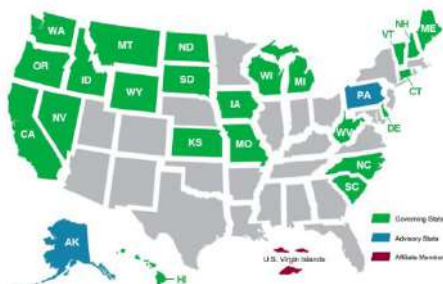 WA
MT
ND
VT
NH
ME
OR
ID
SD
WI
MI
WY
IA
PA
CT
CA
NV
KS
MO
WV
DE
NC
SC
AK
HI
U.S. Virgin Islands
Governing State
Advisory State
Affiliate Member